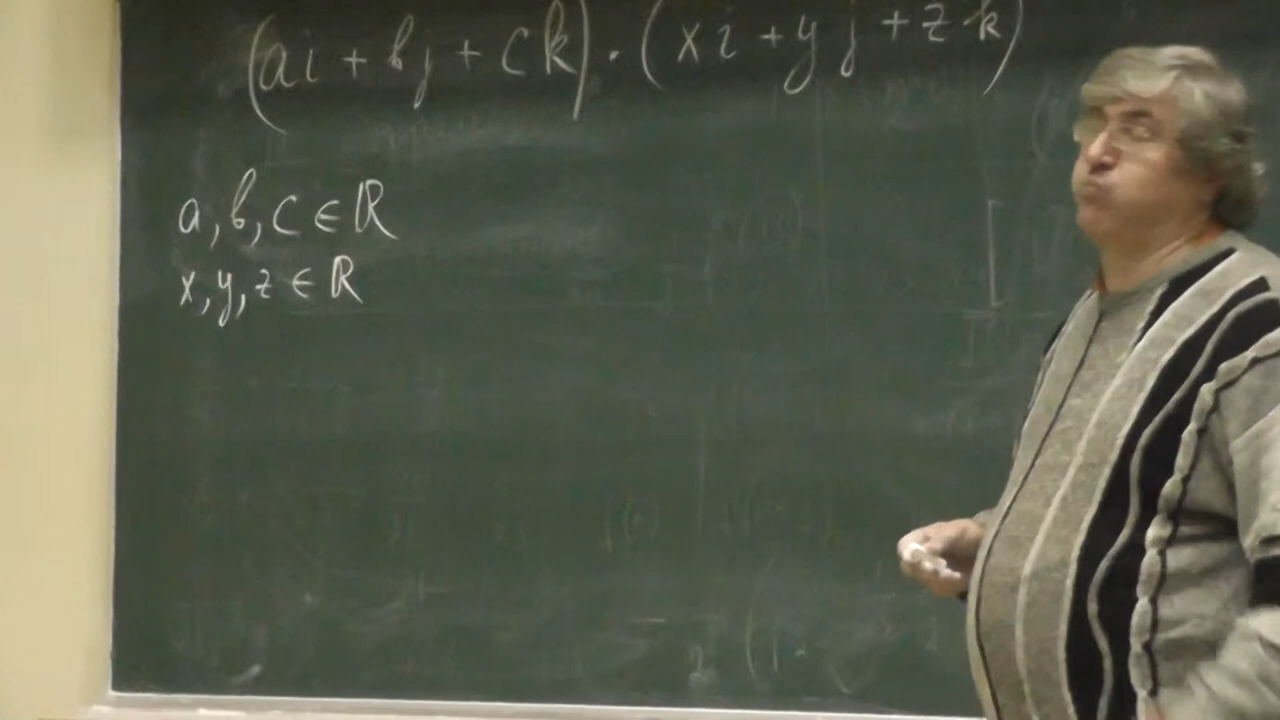 (ai + bj + ck) · (xi + yj + zk)
a, b, c ∈ ℝ
x, y, z ∈ ℝ